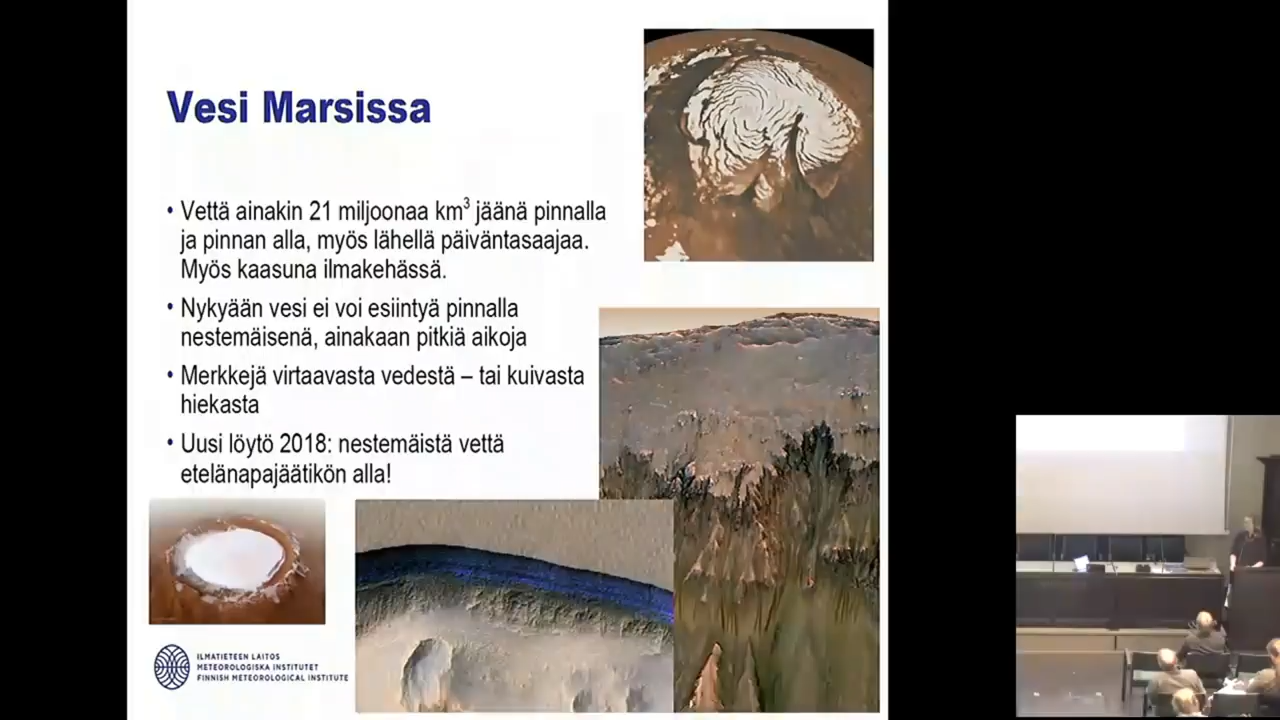 Vesi Marsissa
• Vettä ainakin 21 miljoonaa km³ jäänä pinnalla
ja pinnan alla, myös lähellä päiväntasaajaa.
Myös kaasuna ilmakehässä.
• Nykyään vesi ei voi esiintyä pinnalla
nestemäisenä, ainakaan pitkiä aikoja
• Merkkejä virtaavasta vedestä – tai kuivasta
hiekasta
• Uusi löytö 2018: nestemäistä vettä
etelänapajäätikön alla!
ILMATIETEEN LAITOS
METEOROLOGISKA INSTITUTET
FINNISH METEOROLOGICAL INSTITUTE